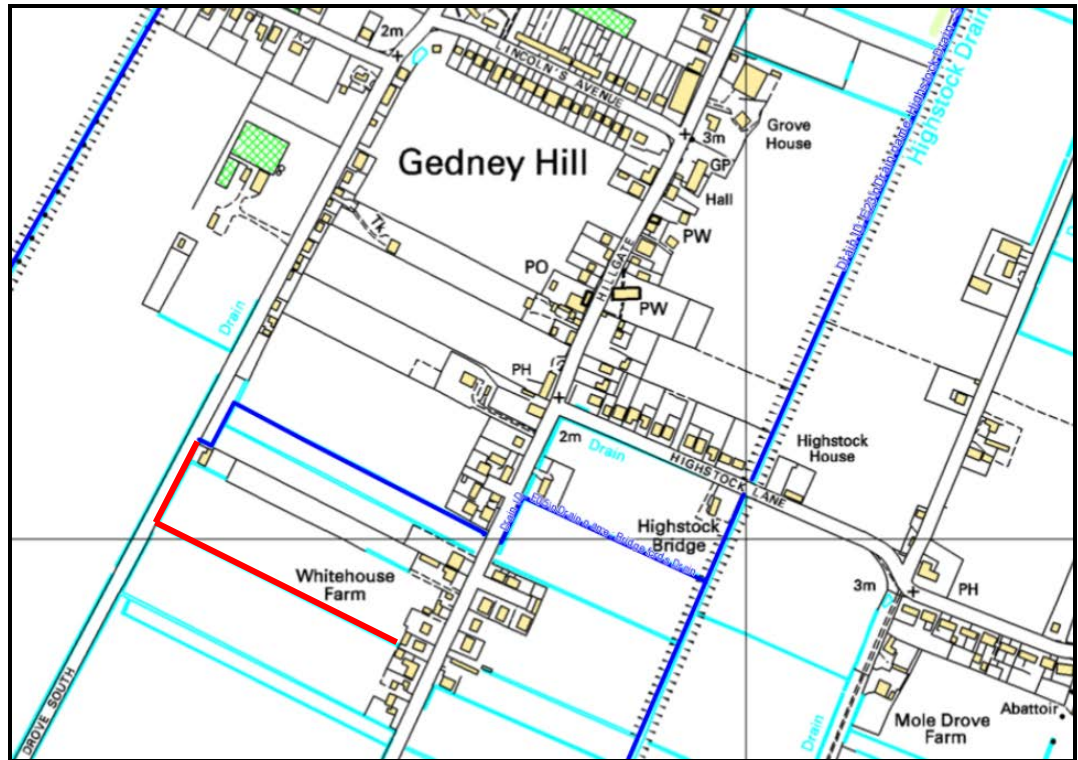 2m
LINCOLN'S AVENUE
Highstock Drain
3m
Grove
House
GP
Hall
Gedney Hill
Tk
PW
PO
HILLGATE
PW
Drain
PH
2m
Drain
HIGHSTOCK LANE
Highstock
House
Highstock
Bridge
Whitehouse
Farm
3m
PH
DROVE SOUTH
Drain
Mole Drove
Farm
Abattoir